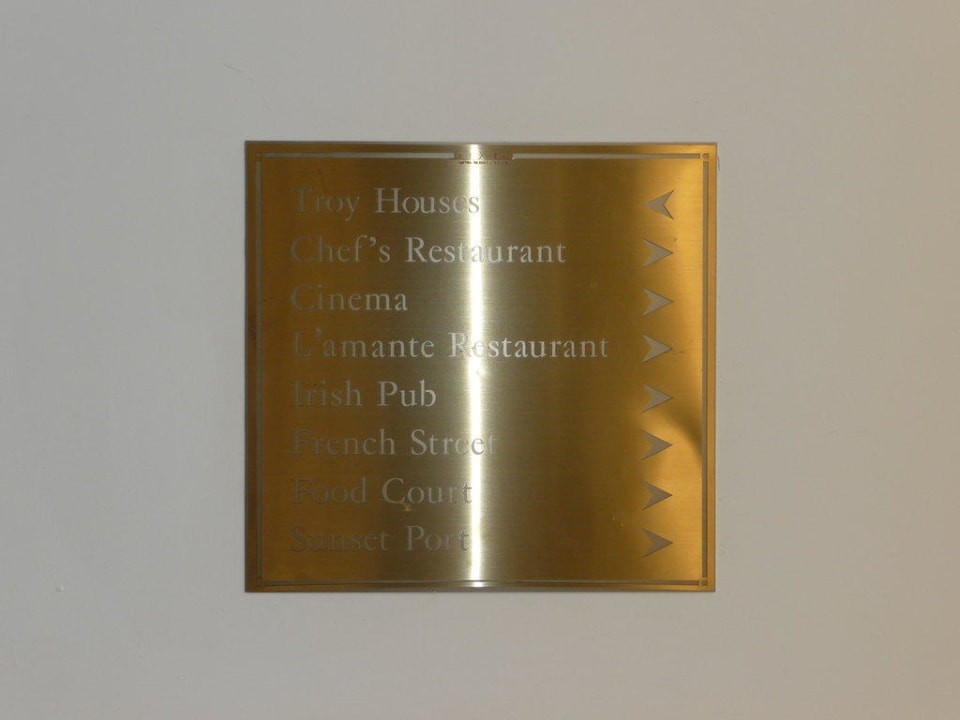 Troy Houses
Chef's Restaurant
Cinema
L'amante Restaurant
Irish Pub
French Street
Food Court
Sunset Port